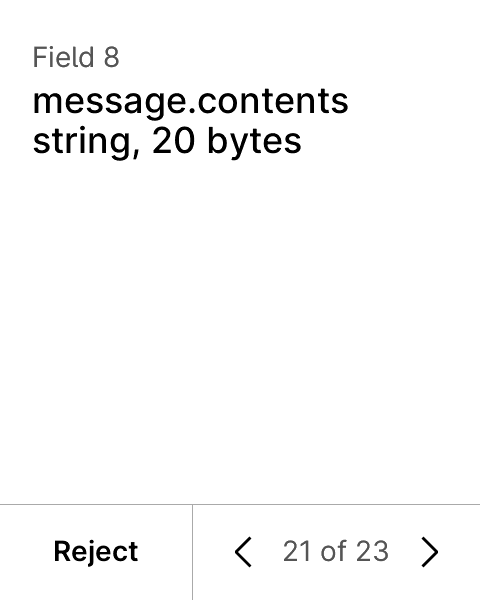 Field 8
message.contents
string, 20 bytes
Reject
21 of 23